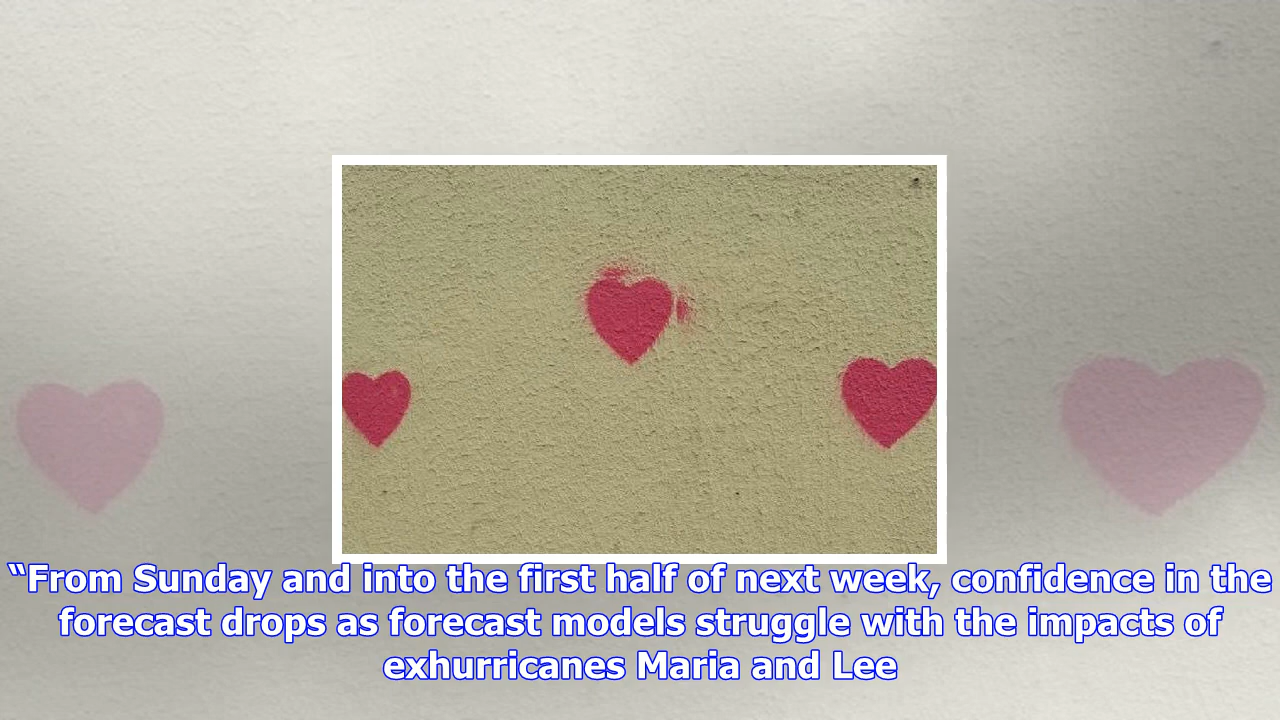 “From Sunday and into the first half of next week, confidence in the
forecast drops as forecast models struggle with the impacts of
exhurricanes Maria and Lee